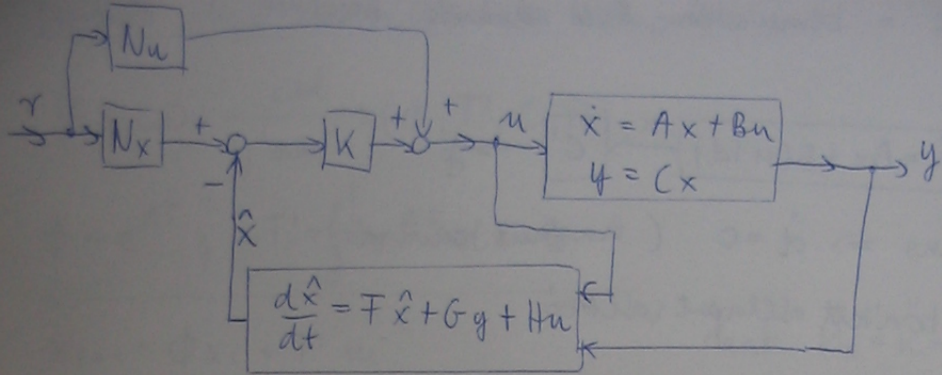 Nu
r
Nx
+
-
K
+
+
u
ẋ = Ax + Bu
y = Cx
y
x̂
dx̂/dt = Fx̂ + Gy + Hu